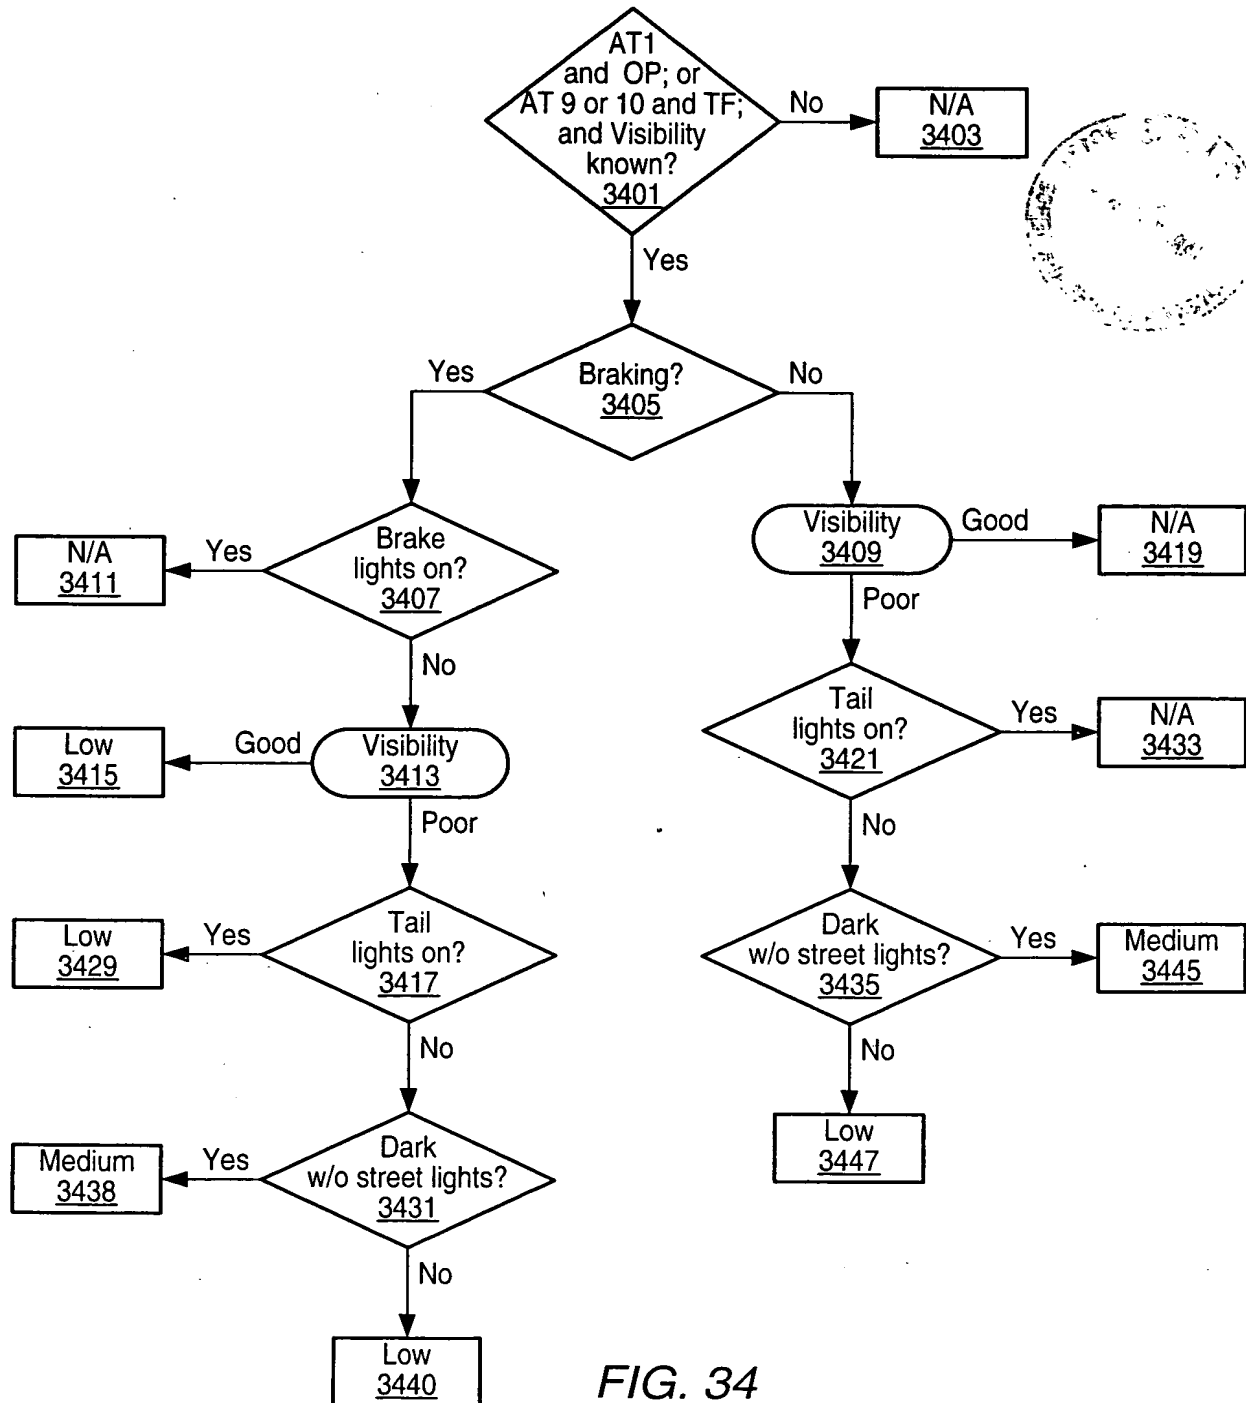 AT1
and OP; or
AT 9 or 10 and TF;
and Visibility
known?
3401
No
N/A
3403
Yes
Braking?
3405
Yes
No
Brake
lights on?
3407
Yes
N/A
3411
No
Visibility
3409
Good
N/A
3419
Poor
Visibility
3413
Good
Low
3415
Poor
Tail
lights on?
3421
Yes
N/A
3433
No
Tail
lights on?
3417
Yes
Low
3429
No
Dark
w/o street lights?
3435
Yes
Medium
3445
No
Low
3447
Dark
w/o street lights?
3431
Yes
Medium
3438
No
Low
3440
FIG. 34